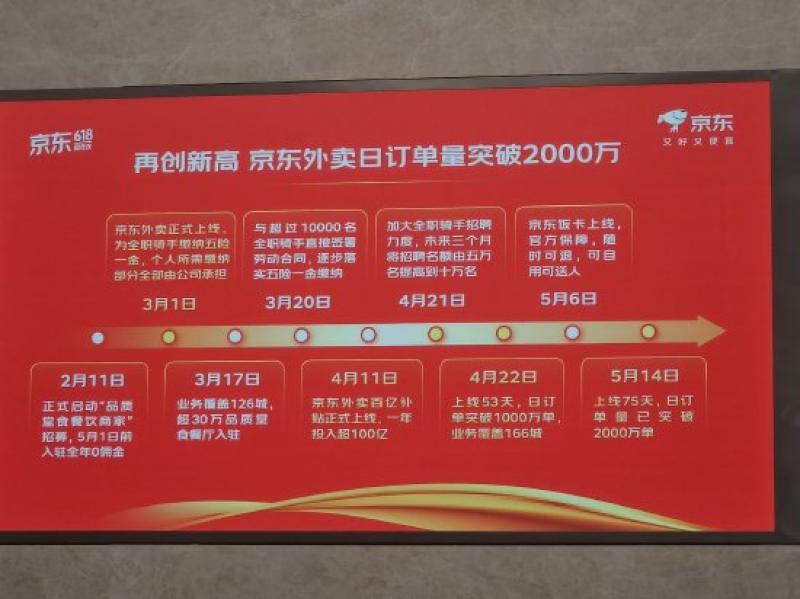 京东618
京东
又好又便宜
再创新高 京东外卖日订单量突破2000万
京东外卖正式上线,
为全职骑手缴纳五险
一金,个人所需缴纳
部分全部由公司承担
3月1日
与超过10000名
全职骑手直接签署
劳动合同,逐步落
实五险一金缴纳
3月20日
加大全职骑手招聘
力度,未来三个月
将招聘名额由五万
名提高到十万名
4月21日
京东饭卡上线,
官方保障,随
时可退,可自
用可送人
5月6日
2月11日
正式启动“品质
堂食餐饮商家”
招募,5月1日前
入驻全年0佣金
3月17日
业务覆盖126城,
超30万品质堂
食餐厅入驻
4月11日
京东外卖百亿补
贴正式上线,一年
投入超100亿
4月22日
上线53天,日订
单突破1000万单,
业务覆盖166城
5月14日
上线75天,日订
单量已突破
2000万单